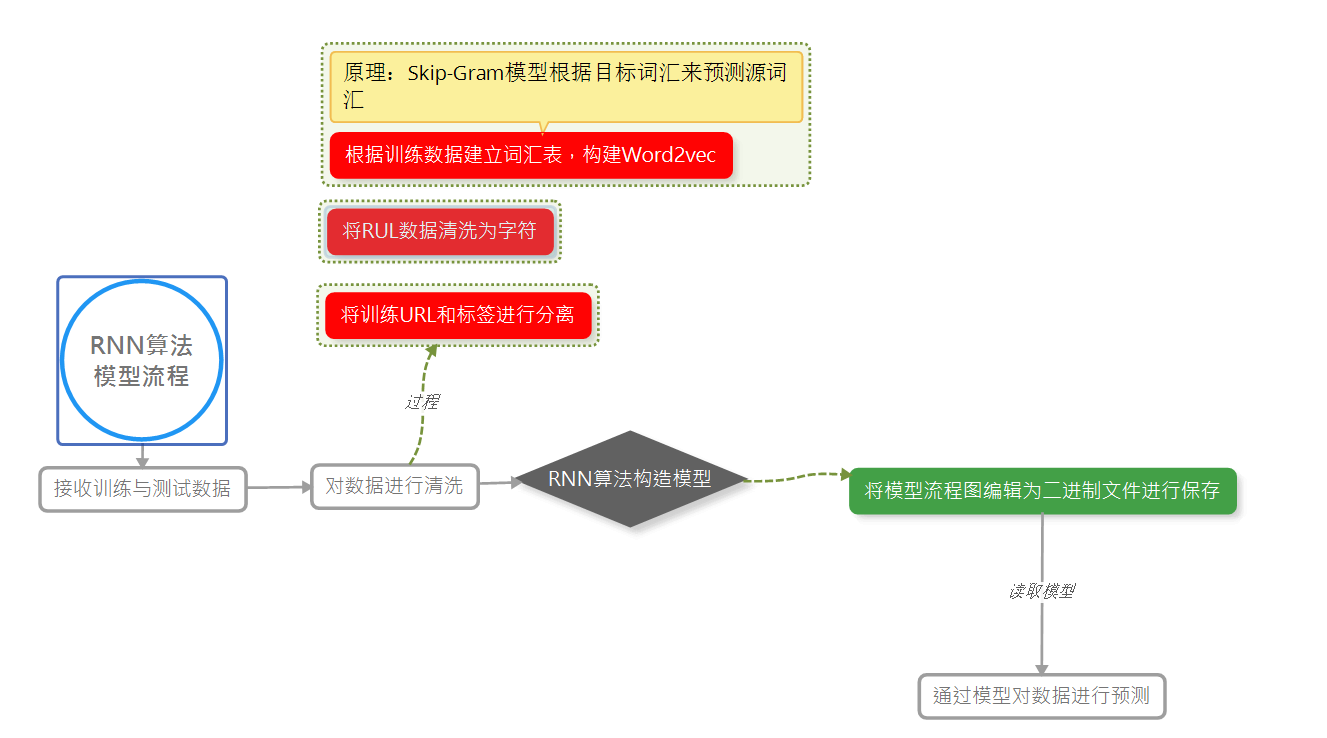 原理：Skip-Gram模型根据目标词汇来预测源词
汇
根据训练数据建立词汇表，构建Word2vec
将RUL数据清洗为字符
将训练URL和标签进行分离
RNN算法
模型流程
过程
接收训练与测试数据
对数据进行清洗
RNN算法构造模型
将模型流程图编辑为二进制文件进行保存
读取模型
通过模型对数据进行预测